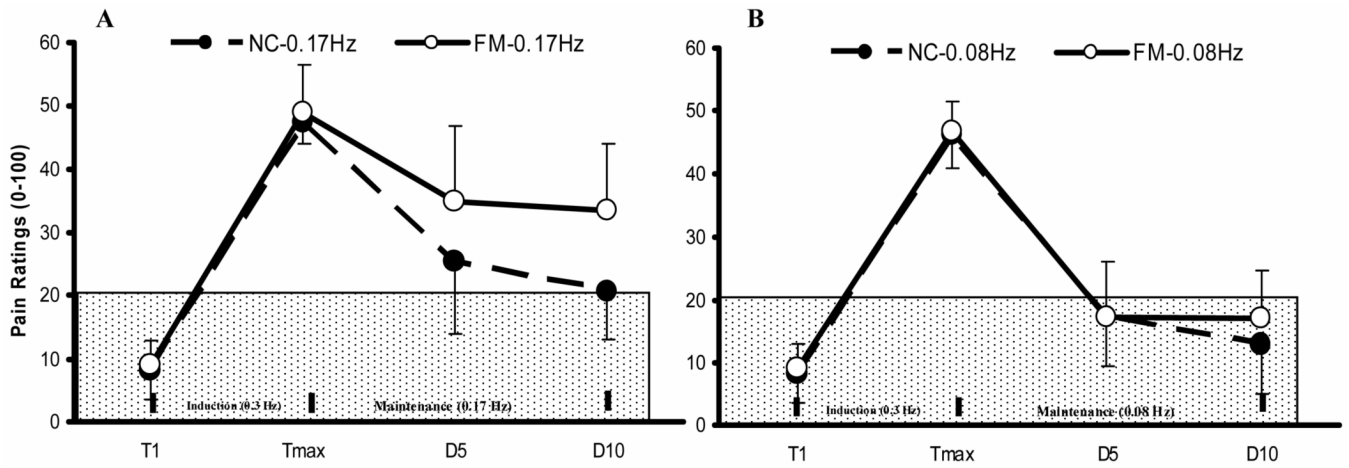 A
NC-0.17Hz FM-0.17Hz
Pain Ratings (0-100)
60
50
40
30
20
10
0
Induction (0.3 Hz) Maintenance (0.17 Hz)
T1 Tmax D5 D10
B
NC-0.08Hz FM-0.08Hz
60
50
40
30
20
10
0
Induction (0.3 Hz) Maintenance (0.08 Hz)
T1 Tmax D5 D10